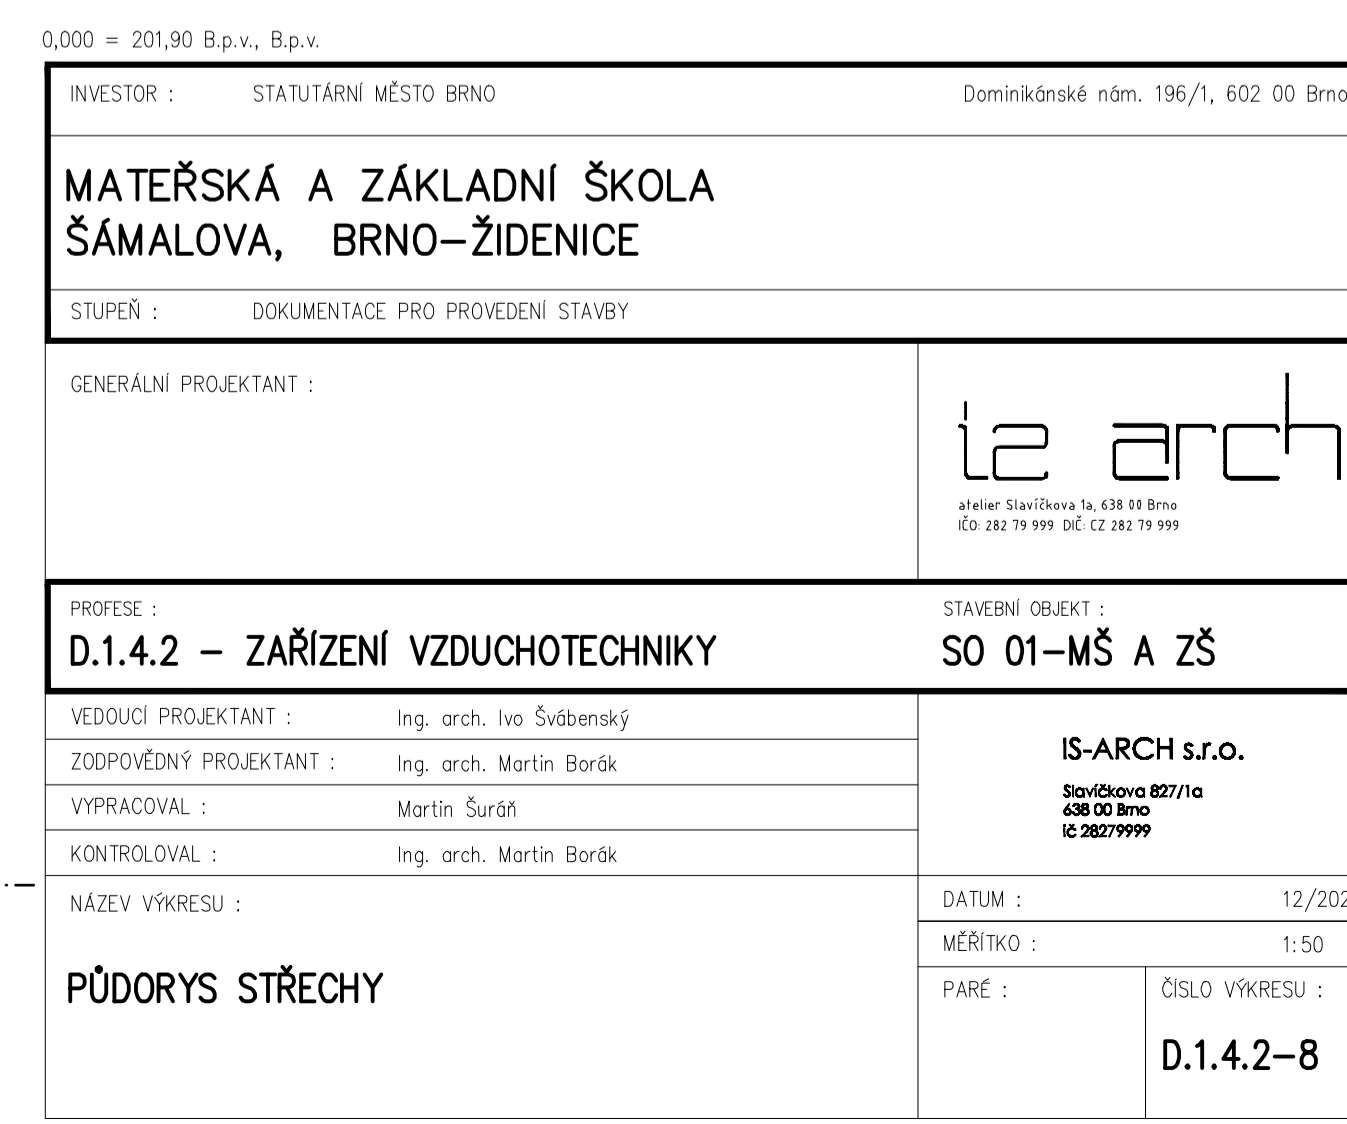 0,000 = 201,90 B.p.v., B.p.v.
INVESTOR : STATUTÁRNÍ MĚSTO BRNO Dominikánské nám. 196/1, 602 00 Brno
MATEŘSKÁ A ZÁKLADNÍ ŠKOLA
ŠÁMALOVA, BRNO-ŽIDENICE
STUPEŇ : DOKUMENTACE PRO PROVEDENÍ STAVBY
GENERÁLNÍ PROJEKTANT :
is arch
atelier Slavíčkova 1a, 638 00 Brno
IČO: 282 79 999 DIČ: CZ 282 79 999
PROFESE :
D.1.4.2 - ZAŘÍZENÍ VZDUCHOTECHNIKY
STAVEBNÍ OBJEKT :
SO 01-MŠ A ZŠ
VEDOUCÍ PROJEKTANT : Ing. arch. Ivo Švábenský
ZODPOVĚDNÝ PROJEKTANT : Ing. arch. Martin Borák
VYPRACOVAL : Martin Šuráň
KONTROLOVAL : Ing. arch. Martin Borák
IS-ARCH s.r.o.
Slavíčkova 827/1a
638 00 Brno
ič 28279999
NÁZEV VÝKRESU :
PŮDORYS STŘECHY
DATUM : 12/202
MĚŘÍTKO : 1:50
PARÉ :
ČÍSLO VÝKRESU :
D.1.4.2-8